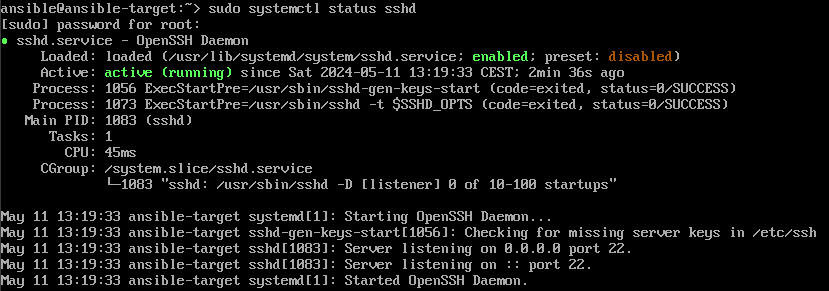 ansible@ansible-target:~> sudo systemctl status sshd
[sudo] password for root:
● sshd.service - OpenSSH Daemon
     Loaded: loaded (/usr/lib/systemd/system/sshd.service; enabled; preset: disabled)
     Active: active (running) since Sat 2024-05-11 13:19:33 CEST; 2min 36s ago
    Process: 1056 ExecStartPre=/usr/sbin/sshd-gen-keys-start (code=exited, status=0/SUCCESS)
    Process: 1073 ExecStartPre=/usr/sbin/sshd -t $SSHD_OPTS (code=exited, status=0/SUCCESS)
   Main PID: 1083 (sshd)
      Tasks: 1
        CPU: 45ms
     CGroup: /system.slice/sshd.service
             └─1083 "sshd: /usr/sbin/sshd -D [listener] 0 of 10-100 startups"

May 11 13:19:33 ansible-target systemd[1]: Starting OpenSSH Daemon...
May 11 13:19:33 ansible-target sshd-gen-keys-start[1056]: Checking for missing server keys in /etc/ssh
May 11 13:19:33 ansible-target sshd[1083]: Server listening on 0.0.0.0 port 22.
May 11 13:19:33 ansible-target sshd[1083]: Server listening on :: port 22.
May 11 13:19:33 ansible-target systemd[1]: Started OpenSSH Daemon.